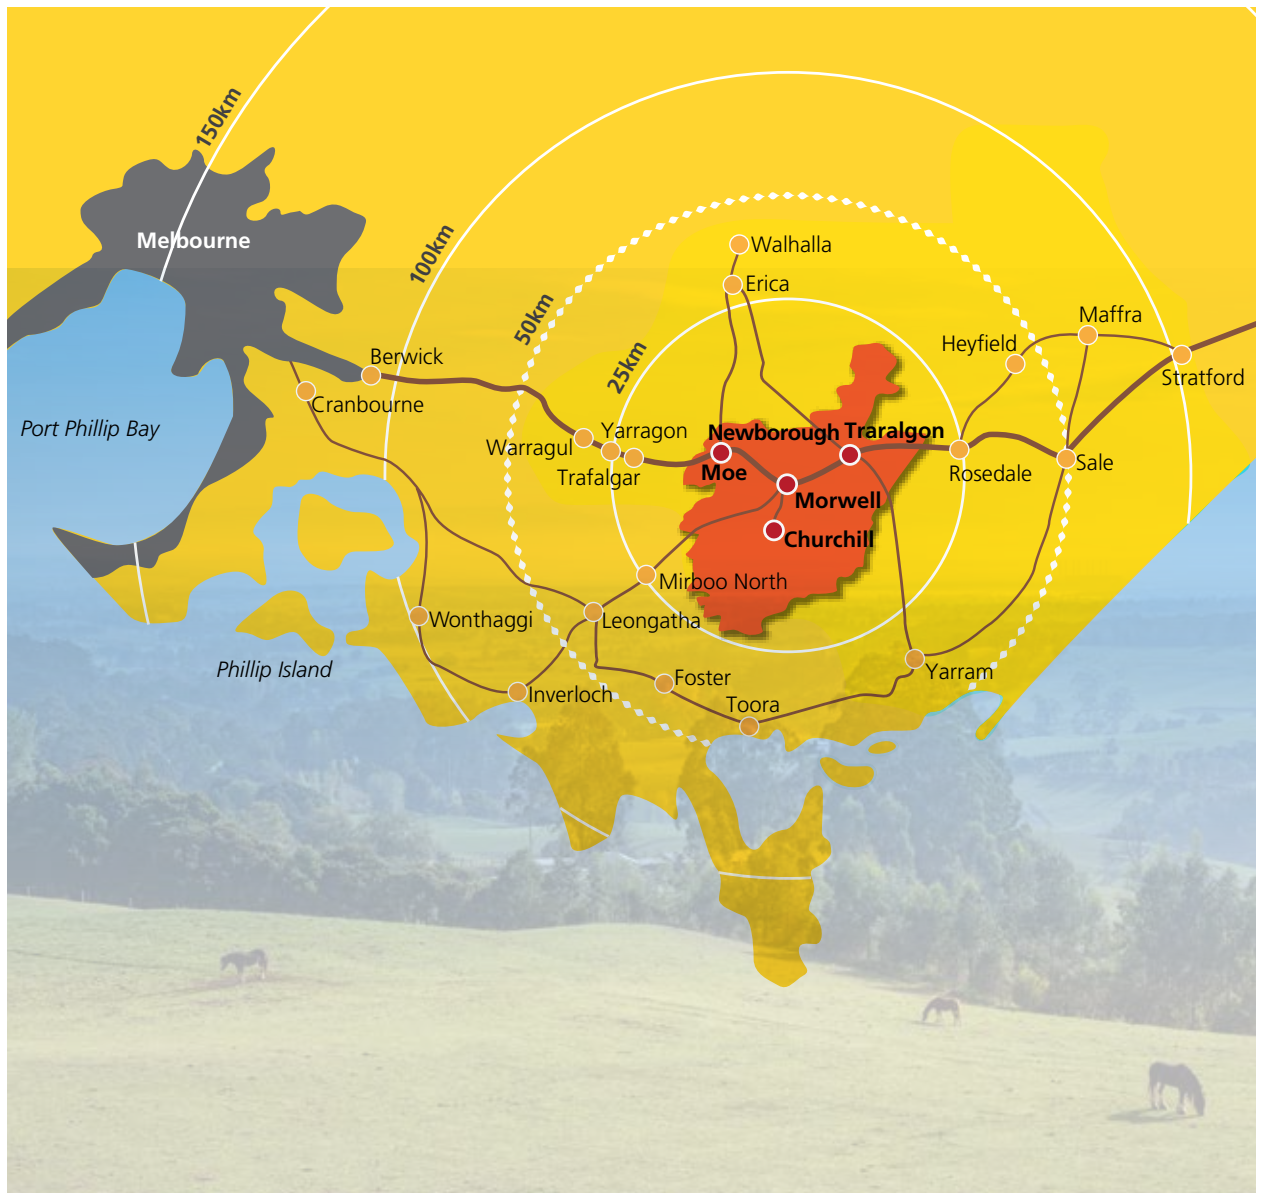 150km
Melbourne
100km
Walhalla
Erica
50km
Maffra
Heyfield
Berwick
25km
Stratford
Cranbourne
Port Phillip Bay
Yarragon
Newborough
Traralgon
Warragul
Trafalgar
Moe
Rosedale
Sale
Morwell
Churchill
Mirboo North
Wonthaggi
Leongatha
Phillip Island
Foster
Yarram
Inverloch
Toora